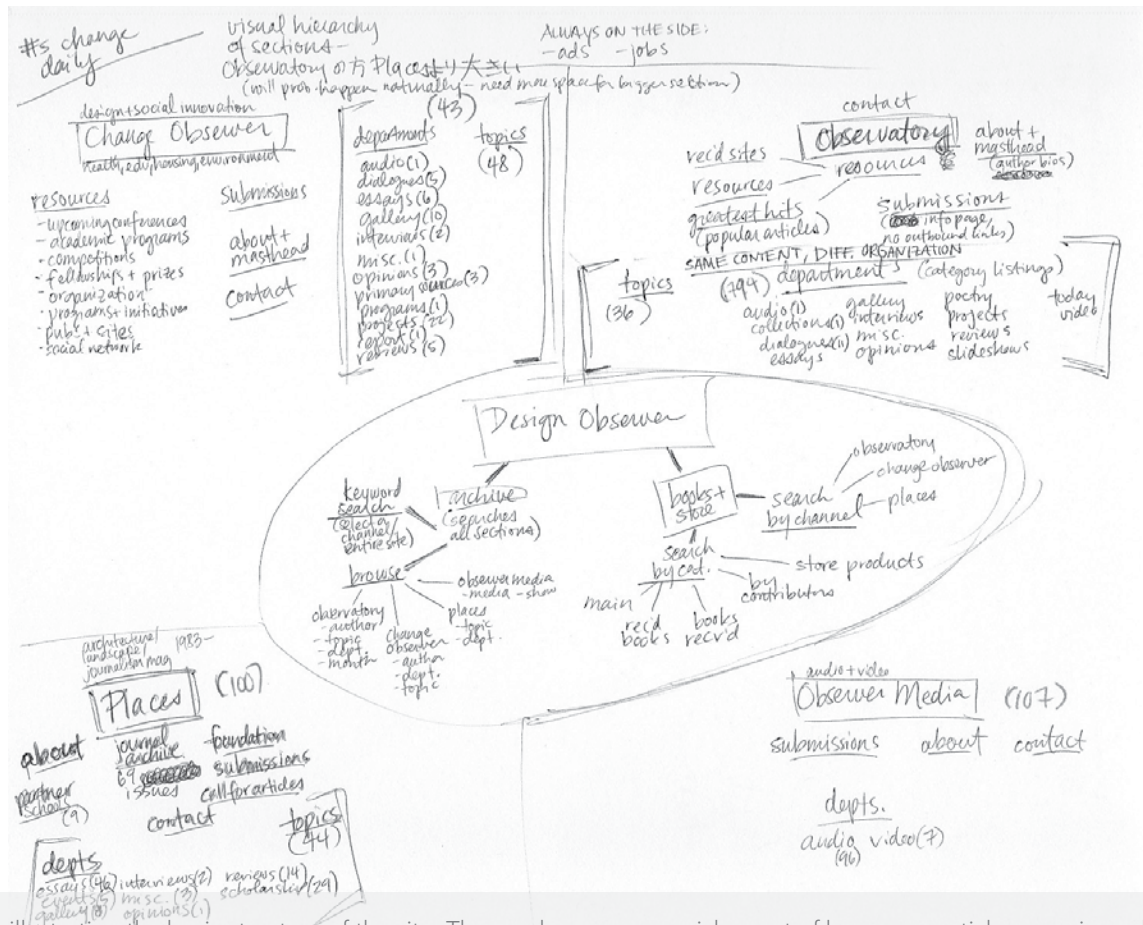 #s change
daily
visual hierarchy
of sections-
Observatory の方 Placesより大きい
(will prob. happen naturally - need more space for bigger section)
ALWAYS ON THE SIDE:
-ads -jobs
design+social innovation
Change Observer
health, edu, housing, environment
resources
- upcoming conferences
- academic programs
- competitions
- fellowships + prizes
- organization
- programs + initiatives
- pubs + sites
- social network
submissions
about +
masthead
contact
(43)
departments
audio (1)
dialogues (5)
essays (6)
gallery (10)
interviews (2)
misc. (1)
opinions (3)
primary sources (3)
programs (1)
projects (22)
report (1)
reviews (5)
topics
(48)
contact
Observatory
rec'd sites
resources
greatest hits
(popular articles)
resources
about +
masthead
(author bios)
submissions
info page,
no outbound links)
SAME CONTENT, DIFF. ORGANIZATION
topics
(36)
(794) departments (category listings)
audio (1)
collections (1)
dialogues (11)
essays
gallery
interviews
misc.
opinions
poetry
projects
reviews
slideshows
today
video
Design Observer
archive
(searches
all sections)
keyword
search
(select a
channel/
entire site)
browse
observatory
- author
- topic
- dept.
- month
change
observer
- author
- dept.
- topic
places
- topic
- dept.
observer media
- media - show
books +
store
search
by channel
observatory
change observer
places
search
by cat.
main
rec'd
books
books
recv'd
by
contributors
store products
architecture/
landscape/
journalism mag
1983-
Places
(100)
about
journal
archive
69
issues
foundation
submissions
call for articles
partner
schools
(9)
contact
topics
(44)
depts
essays (46) interviews (2) reviews (14)
events (5) misc. (3) scholarship (29)
gallery opinions (1)
audio + video
Observer Media
(107)
submissions about contact
depts.
audio video (7)
(96)